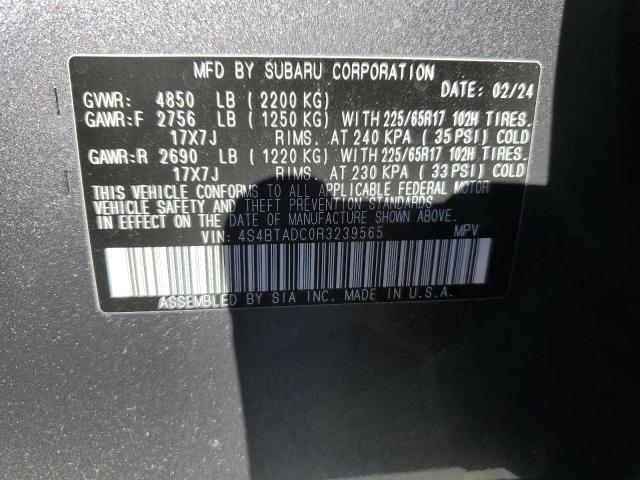 MFD BY SUBARU CORPORATION
DATE: 02/24
GVWR: 4850 LB (2200 KG)
GAWR:F 2756 LB (1250 KG) WITH 225/65R17 102H TIRES.
17X7J RIMS. AT 240 KPA (35 PSI) COLD
GAWR:R 2690 LB (1220 KG) WITH 225/65R17 102H TIRES.
17X7J RIMS. AT 230 KPA (33 PSI) COLD
THIS VEHICLE CONFORMS TO ALL APPLICABLE FEDERAL MOTOR
VEHICLE SAFETY AND THEFT PREVENTION STANDARDS
IN EFFECT ON THE DATE OF MANUFACTURE SHOWN ABOVE.
VIN: 4S4BTADC0R3239565 MPV
ASSEMBLED BY SIA INC. MADE IN U.S.A.